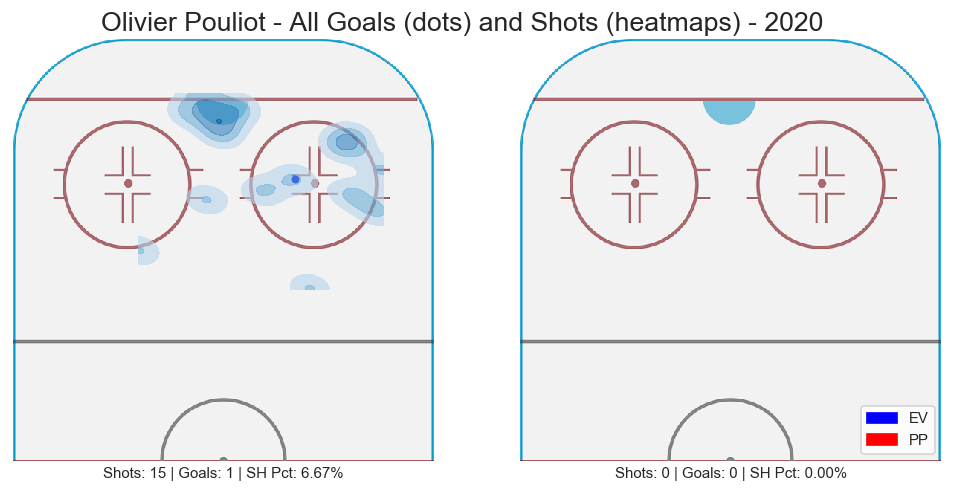 Olivier Pouliot - All Goals (dots) and Shots (heatmaps) - 2020
EV
PP
Shots: 15 | Goals: 1 | SH Pct: 6.67%
Shots: 0 | Goals: 0 | SH Pct: 0.00%